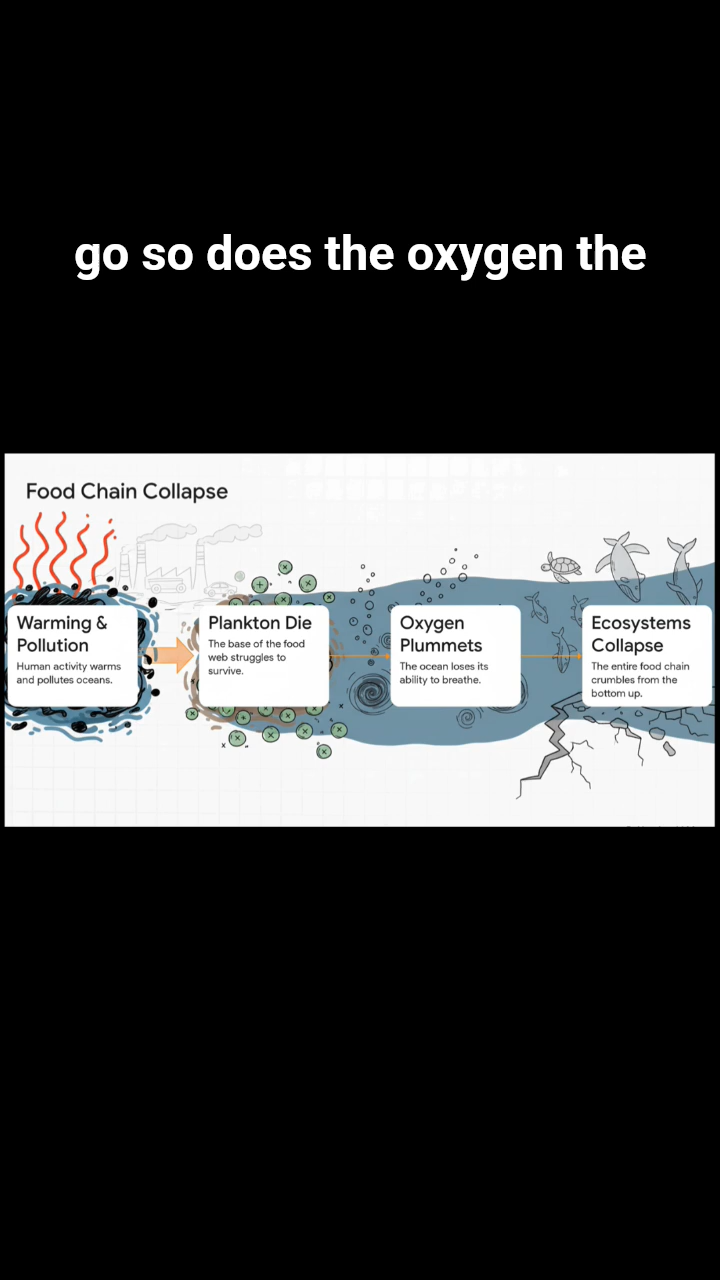 go so does the oxygen the
Food Chain Collapse
Warming &
Pollution
Human activity warms
and pollutes oceans.
Plankton Die
The base of the food
web struggles to
survive.
Oxygen
Plummets
The ocean loses its
ability to breathe.
Ecosystems
Collapse
The entire food chain
crumbles from the
bottom up.